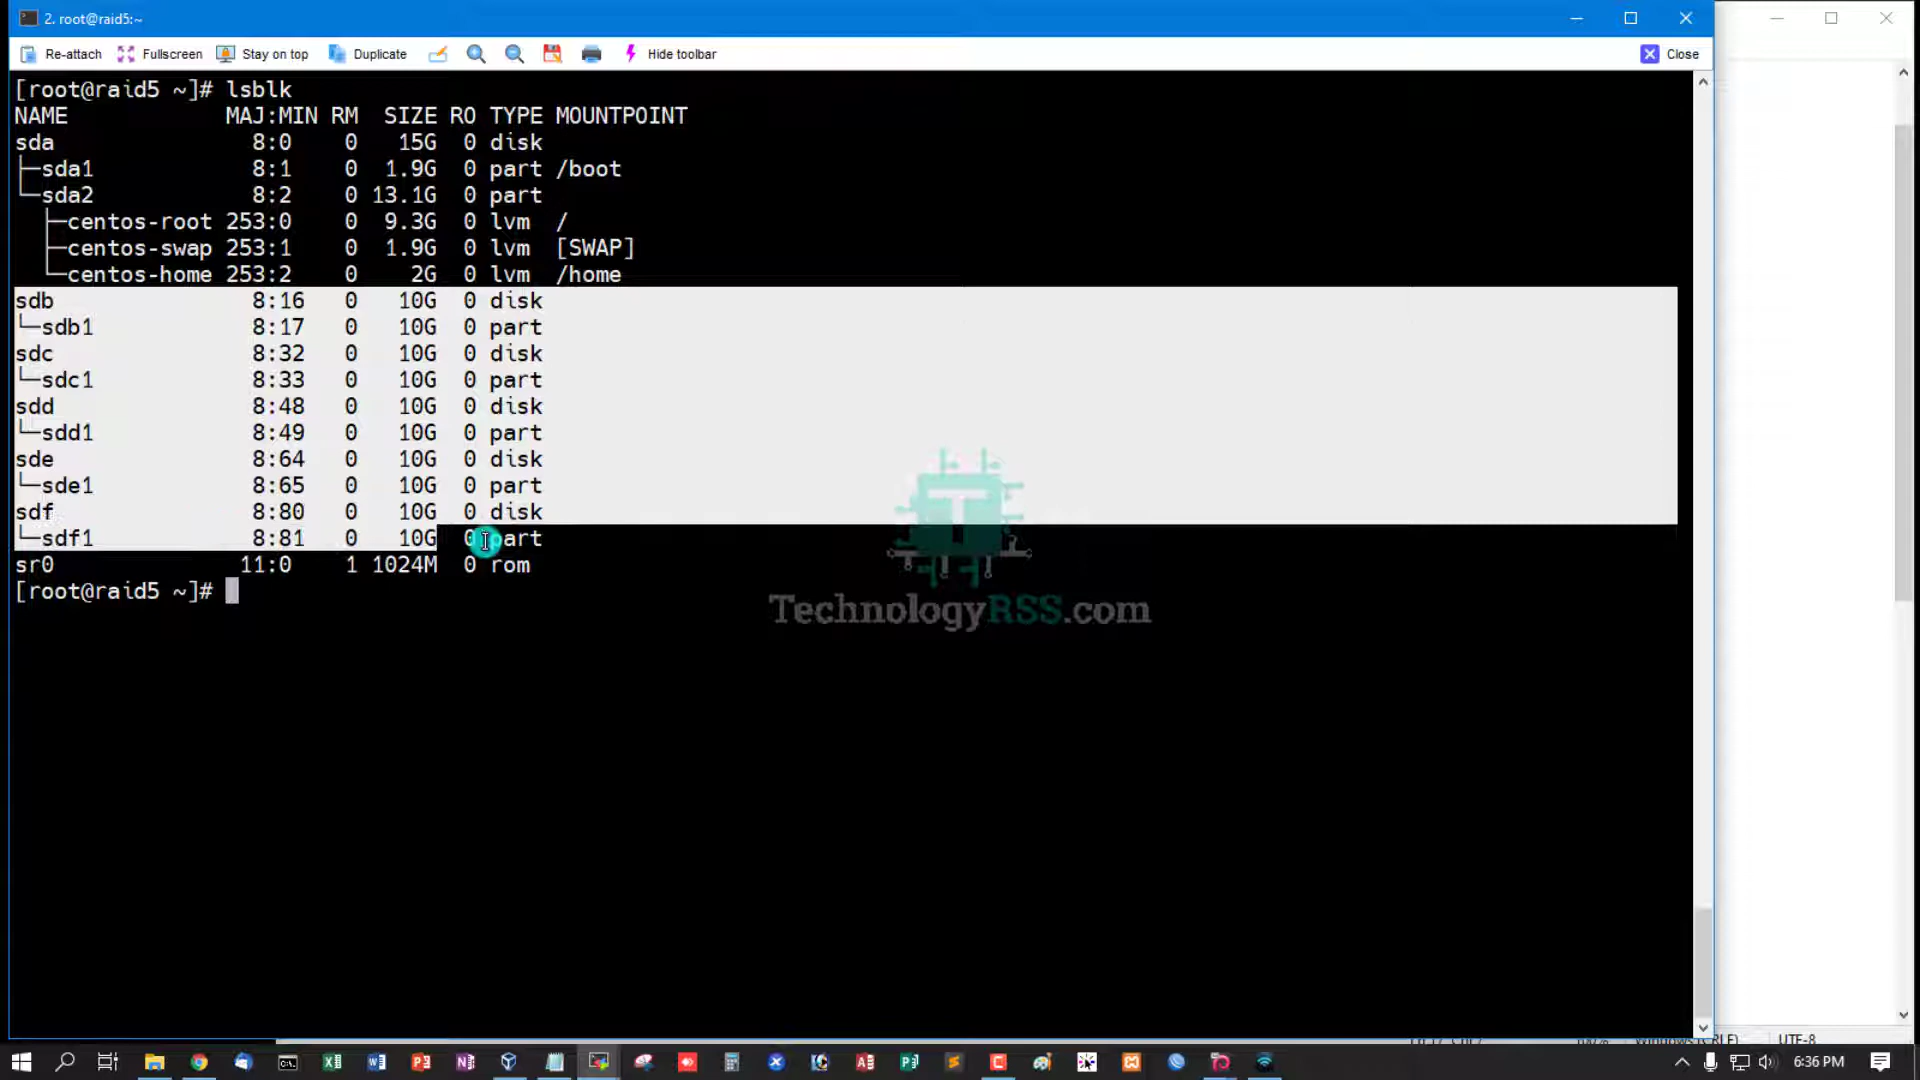 2. root@raid5:~
Re-attach Fullscreen Stay on top Duplicate Hide toolbar Close
[root@raid5 ~]# lsblk
NAME MAJ:MIN RM SIZE RO TYPE MOUNTPOINT
sda 8:0 0 15G 0 disk
├─sda1 8:1 0 1.9G 0 part /boot
└─sda2 8:2 0 13.1G 0 part
├─centos-root 253:0 0 9.3G 0 lvm /
├─centos-swap 253:1 0 1.9G 0 lvm [SWAP]
└─centos-home 253:2 0 2G 0 lvm /home
sdb 8:16 0 10G 0 disk
└─sdb1 8:17 0 10G 0 part
sdc 8:32 0 10G 0 disk
└─sdc1 8:33 0 10G 0 part
sdd 8:48 0 10G 0 disk
└─sdd1 8:49 0 10G 0 part
sde 8:64 0 10G 0 disk
└─sde1 8:65 0 10G 0 part
sdf 8:80 0 10G 0 disk
└─sdf1 8:81 0 10G 0 part
sr0 11:0 1 1024M 0 rom
[root@raid5 ~]#
TechnologyRSS.com
UTF-8
6:36 PM